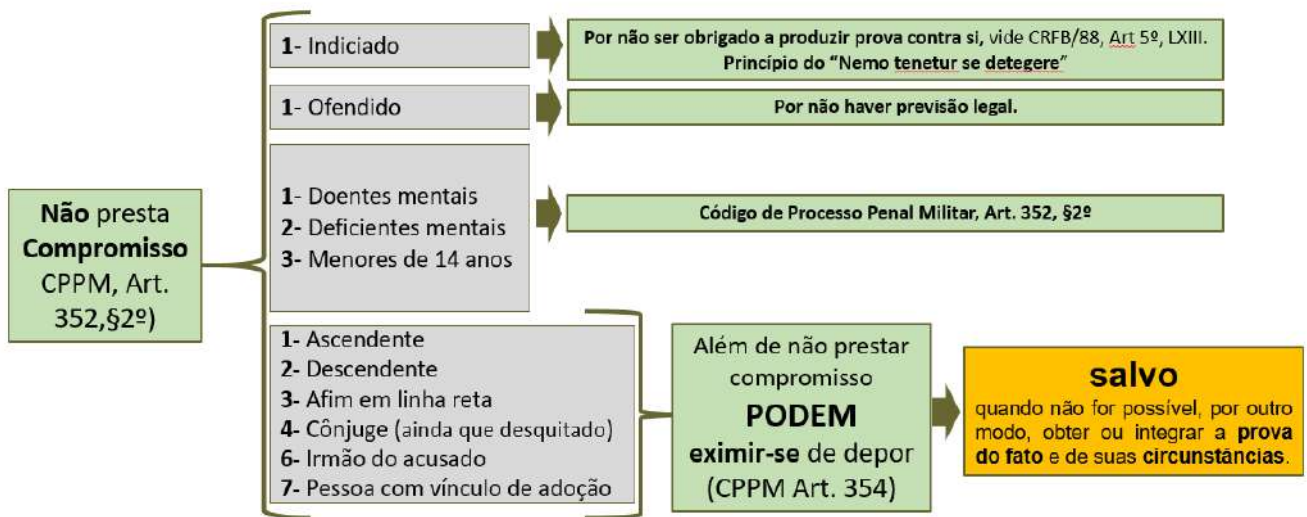 Não presta
Compromisso
CPPM, Art.
352,§2º)
1- Indiciado
Por não ser obrigado a produzir prova contra si, vide CRFB/88, Art 5º, LXIII.
Princípio do “Nemo tenetur se detegere”
1- Ofendido
Por não haver previsão legal.
1- Doentes mentais
2- Deficientes mentais
3- Menores de 14 anos
Código de Processo Penal Militar, Art. 352, §2º
1- Ascendente
2- Descendente
3- Afim em linha reta
4- Cônjuge (ainda que desquitado)
6- Irmão do acusado
7- Pessoa com vínculo de adoção
Além de não prestar
compromisso
PODEM
eximir-se de depor
(CPPM Art. 354)
salvo
quando não for possível, por outro
modo, obter ou integrar a prova
do fato e de suas circunstâncias.